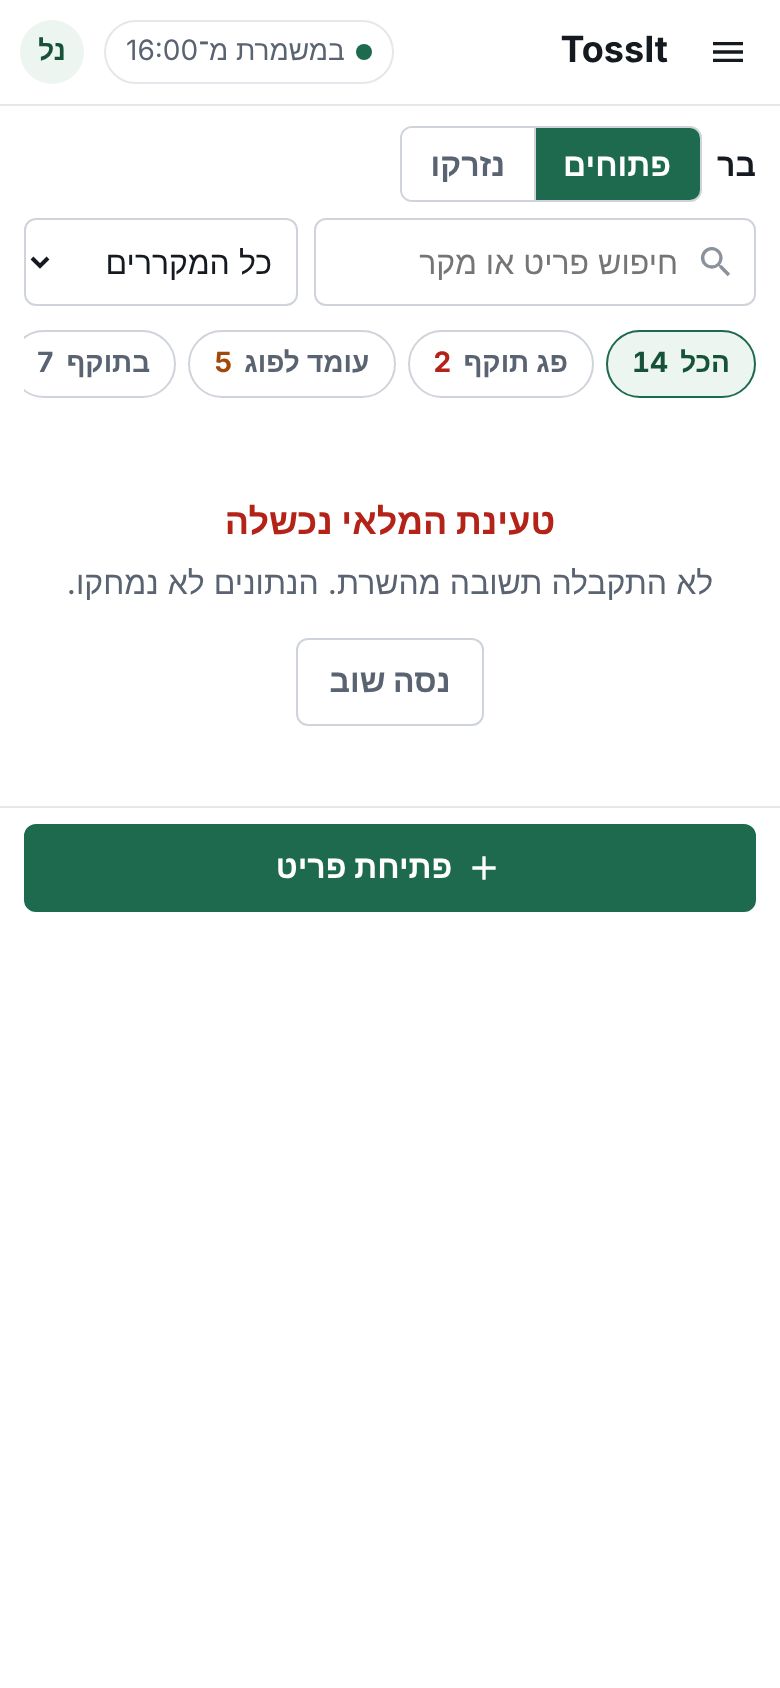 TossIt
במשמרת מ־16:00
נל
בר
פתוחים
נזרקו
חיפוש פריט או מקר
כל המקררים
הכל 14
פג תוקף 2
עומד לפוג 5
בתוקף 7
טעינת המלאי נכשלה
לא התקבלה תשובה מהשרת. הנתונים לא נמחקו.
נסה שוב
+ פתיחת פריט